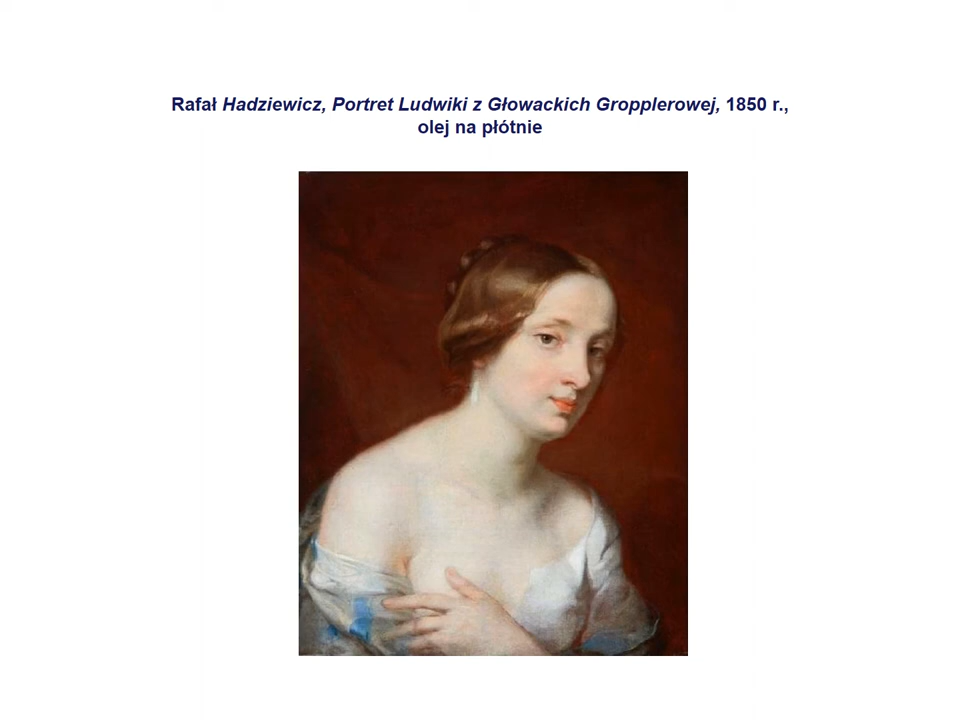 Rafał Hadziewicz, Portret Ludwiki z Głowackich Gropplerowej, 1850 r.,
olej na płótnie